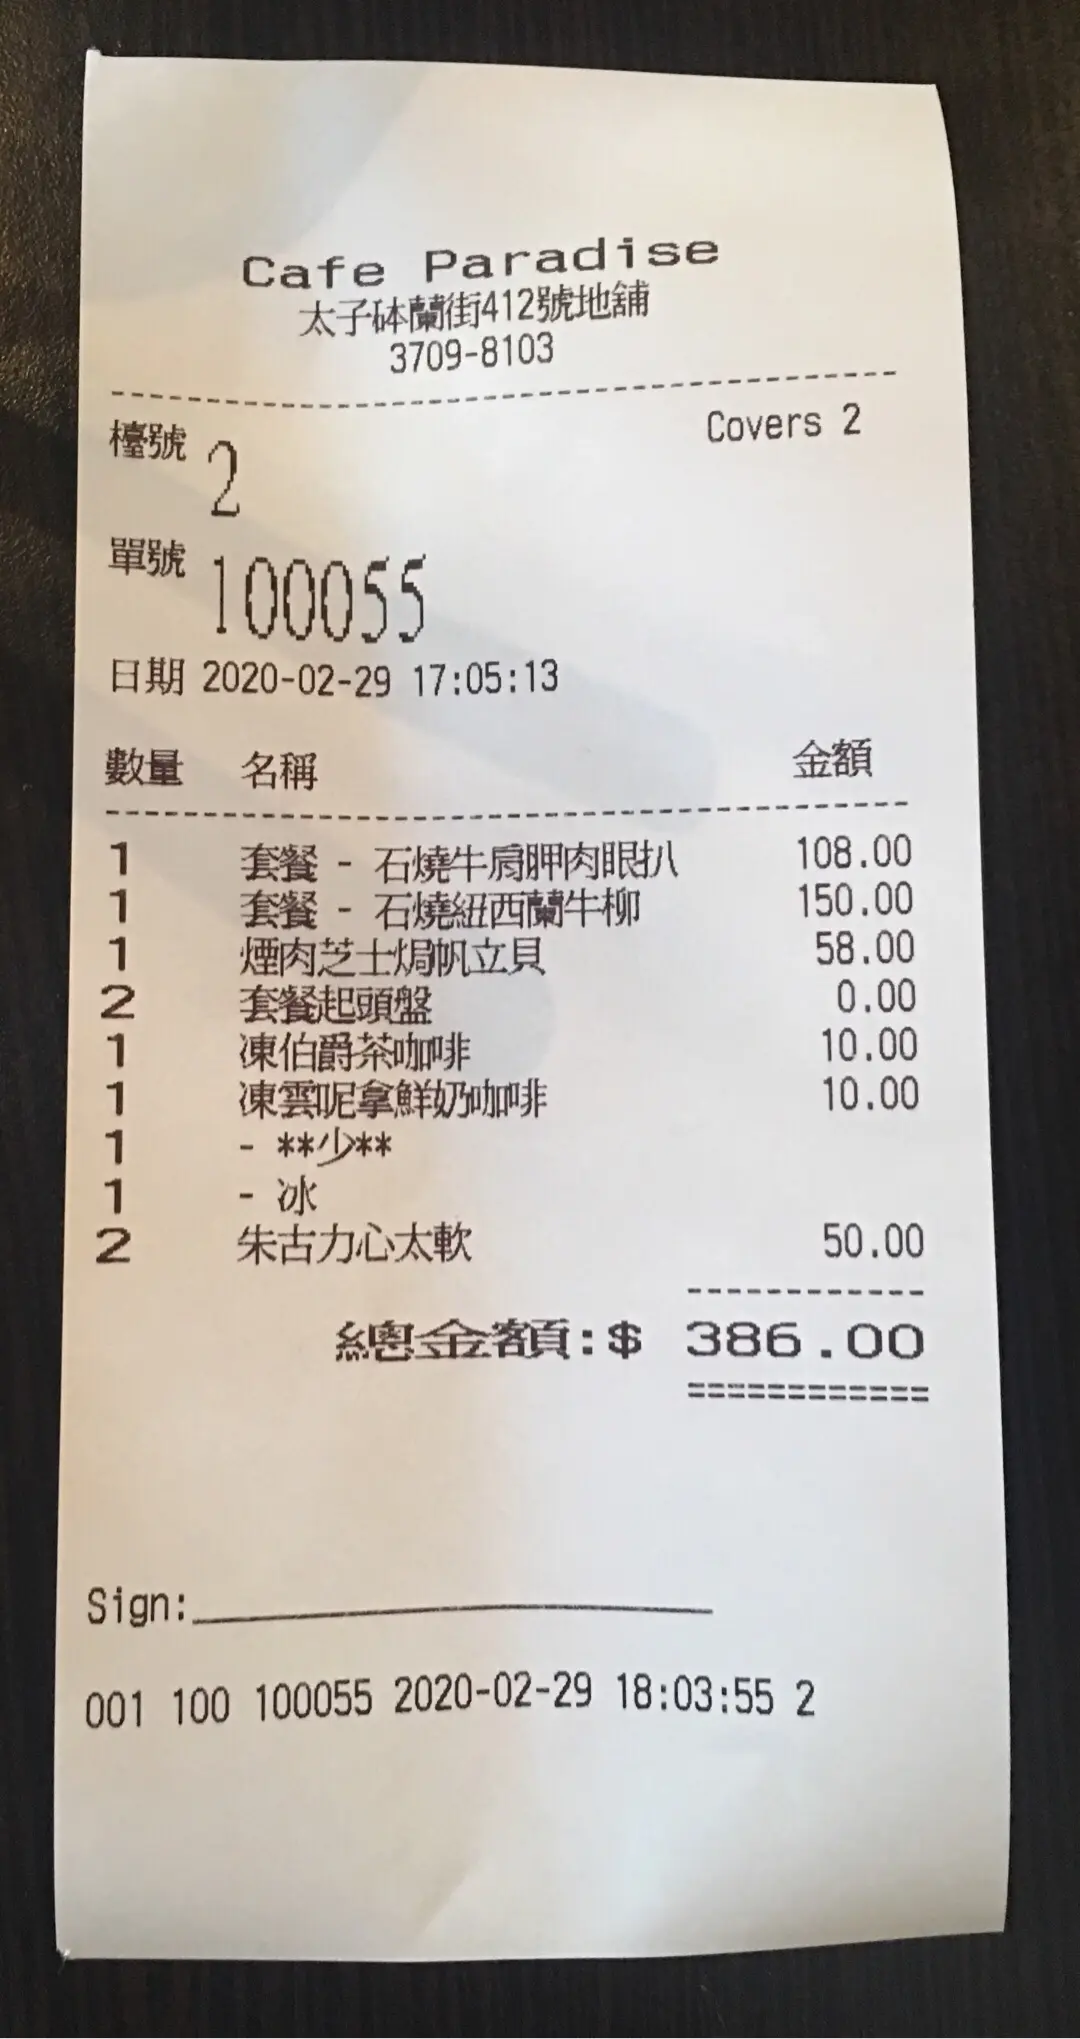 Cafe Paradise
太子砵蘭街412號地舖
3709-8103
檯號 2 Covers 2
單號 100055
日期 2020-02-29 17:05:13
數量 名稱 金額
1 套餐 - 石燒牛肩胛肉眼扒 108.00
1 套餐 - 石燒紐西蘭牛柳 150.00
1 煙肉芝士焗帆立貝 58.00
2 套餐起頭盤 0.00
1 凍伯爵茶咖啡 10.00
1 凍雲呢拿鮮奶咖啡 10.00
1 - **少**
1 - 冰
2 朱古力心太軟 50.00
總金額:$ 386.00
Sign:
001 100 100055 2020-02-29 18:03:55 2